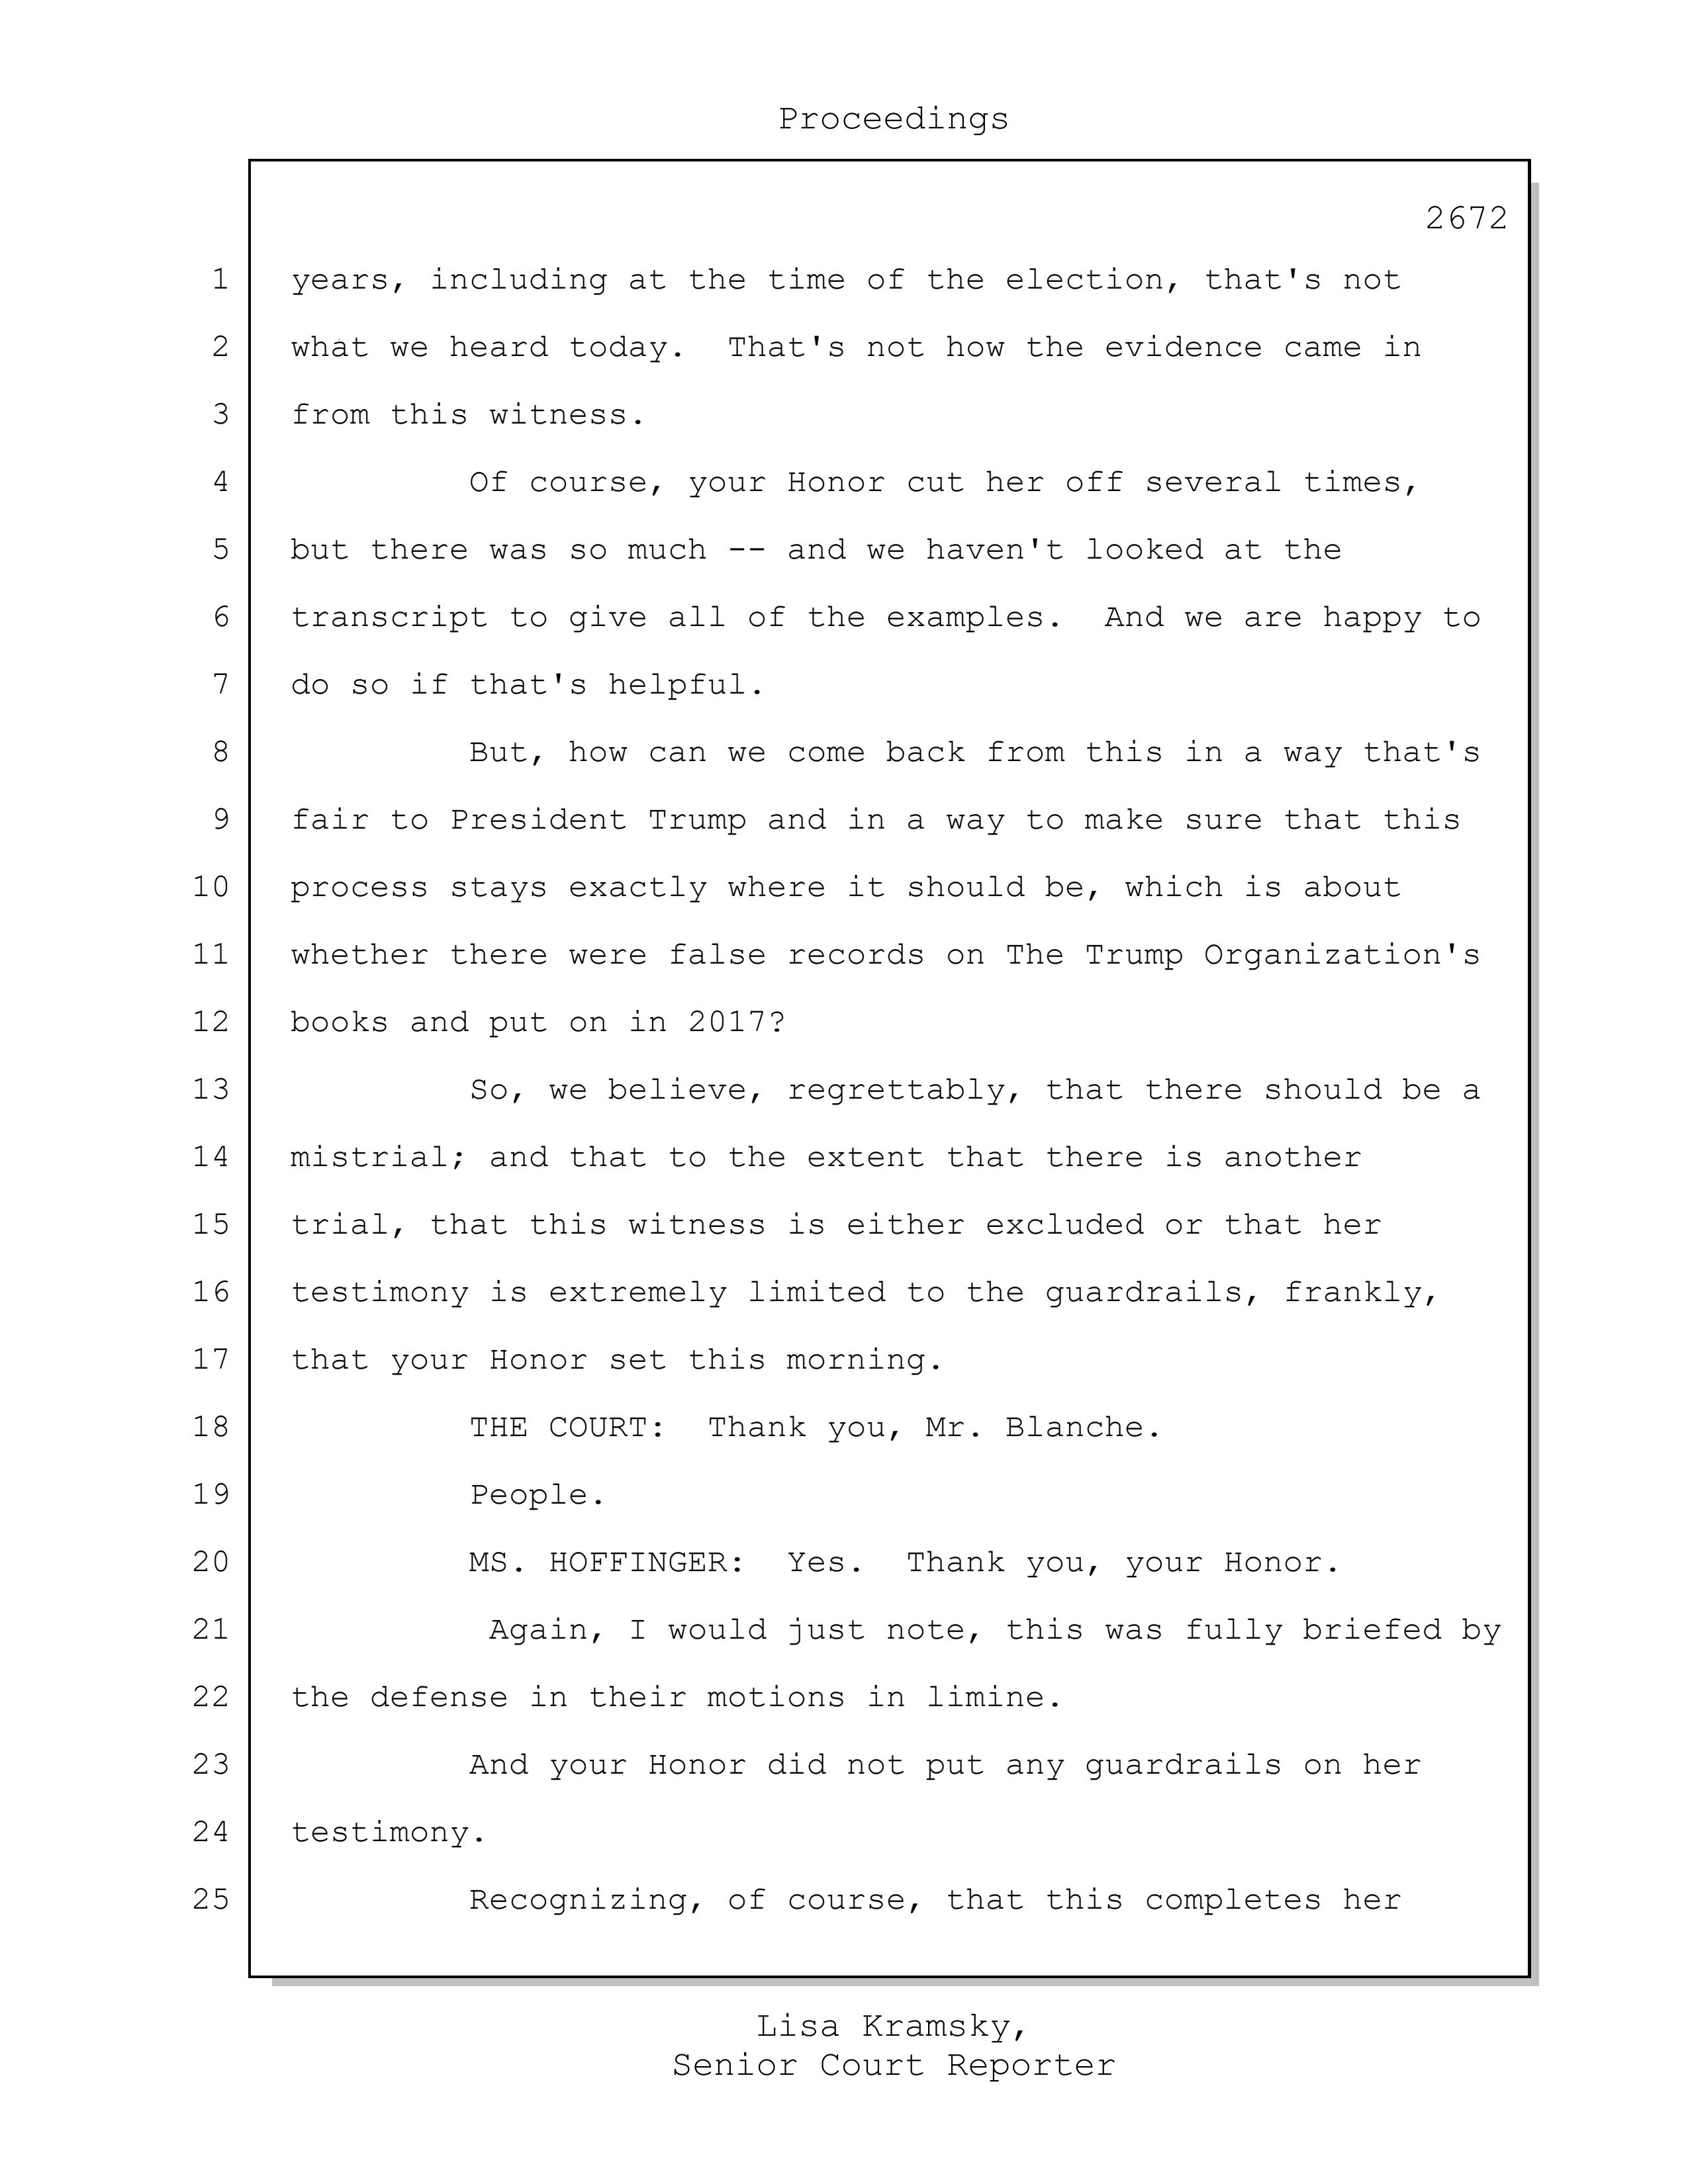 Proceedings
2672
1 years, including at the time of the election, that's not
2 what we heard today.  That's not how the evidence came in
3 from this witness.
4 Of course, your Honor cut her off several times,
5 but there was so much -- and we haven't looked at the
6 transcript to give all of the examples.  And we are happy to
7 do so if that's helpful.
8 But, how can we come back from this in a way that's
9 fair to President Trump and in a way to make sure that this
10 process stays exactly where it should be, which is about
11 whether there were false records on The Trump Organization's
12 books and put on in 2017?
13 So, we believe, regrettably, that there should be a
14 mistrial; and that to the extent that there is another
15 trial, that this witness is either excluded or that her
16 testimony is extremely limited to the guardrails, frankly,
17 that your Honor set this morning.
18 THE COURT:  Thank you, Mr. Blanche.
19 People.
20 MS. HOFFINGER:  Yes.  Thank you, your Honor.
21 Again, I would just note, this was fully briefed by
22 the defense in their motions in limine.
23 And your Honor did not put any guardrails on her
24 testimony.
25 Recognizing, of course, that this completes her
Lisa Kramsky,
Senior Court Reporter